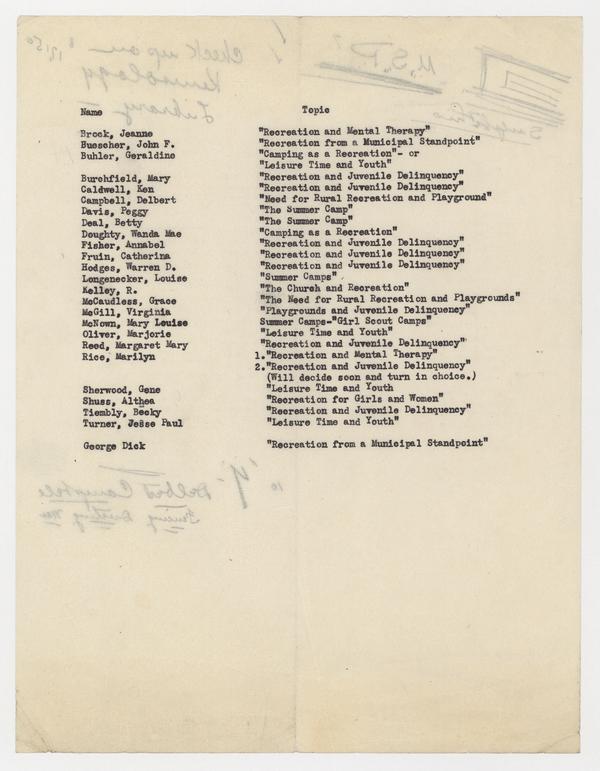 Check up on
Kensology
Library -
U.S.P.?
Name Topic
Brock, Jeanne "Recreation and Mental Therapy"
Buescher, John F. "Recreation from a Municipal Standpoint"
Buhler, Geraldine "Camping as a Recreation"- or
"Leisure Time and Youth"
Burchfield, Mary "Recreation and Juvenile Delinquency"
Caldwell, Ken "Recreation and Juvenile Delinquency"
Campbell, Delbert "Need for Rural Recreation and Playground"
Davis, Peggy "The Summer Camp"
Deal, Betty "The Summer Camp"
Doughty, Wanda Mae "Camping as a Recreation"
Fisher, Annabel "Recreation and Juvenile Delinquency"
Fruin, Catherina "Recreation and Juvenile Delinquency"
Hodges, Warren D. "Recreation and Juvenile Delinquency"
Longenecker, Louise "Summer Camps"
Kelley, R. "The Church and Recreation"
McCaudless, Grace "The Need for Rural Recreation and Playgrounds"
McGill, Virginia "Playgrounds and Juvenile Delinquency"
McNown, Mary Louise Summer Camps-"Girl Scout Camps"
Oliver, Marjorie "Leisure Time and Youth"
Reed, Margaret Mary "Recreation and Juvenile Delinquency"
Rice, Marilyn 1."Recreation and Mental Therapy"
2."Recreation and Juvenile Delinquency"
(Will decide soon and turn in choice.)
Sherwood, Gene "Leisure Time and Youth
Shuss, Althea "Recreation for Girls and Women"
Tiembly, Becky "Recreation and Juvenile Delinquency"
Turner, Jesse Paul "Leisure Time and Youth"
George Dick "Recreation from a Municipal Standpoint"
10
Delbert Campbell